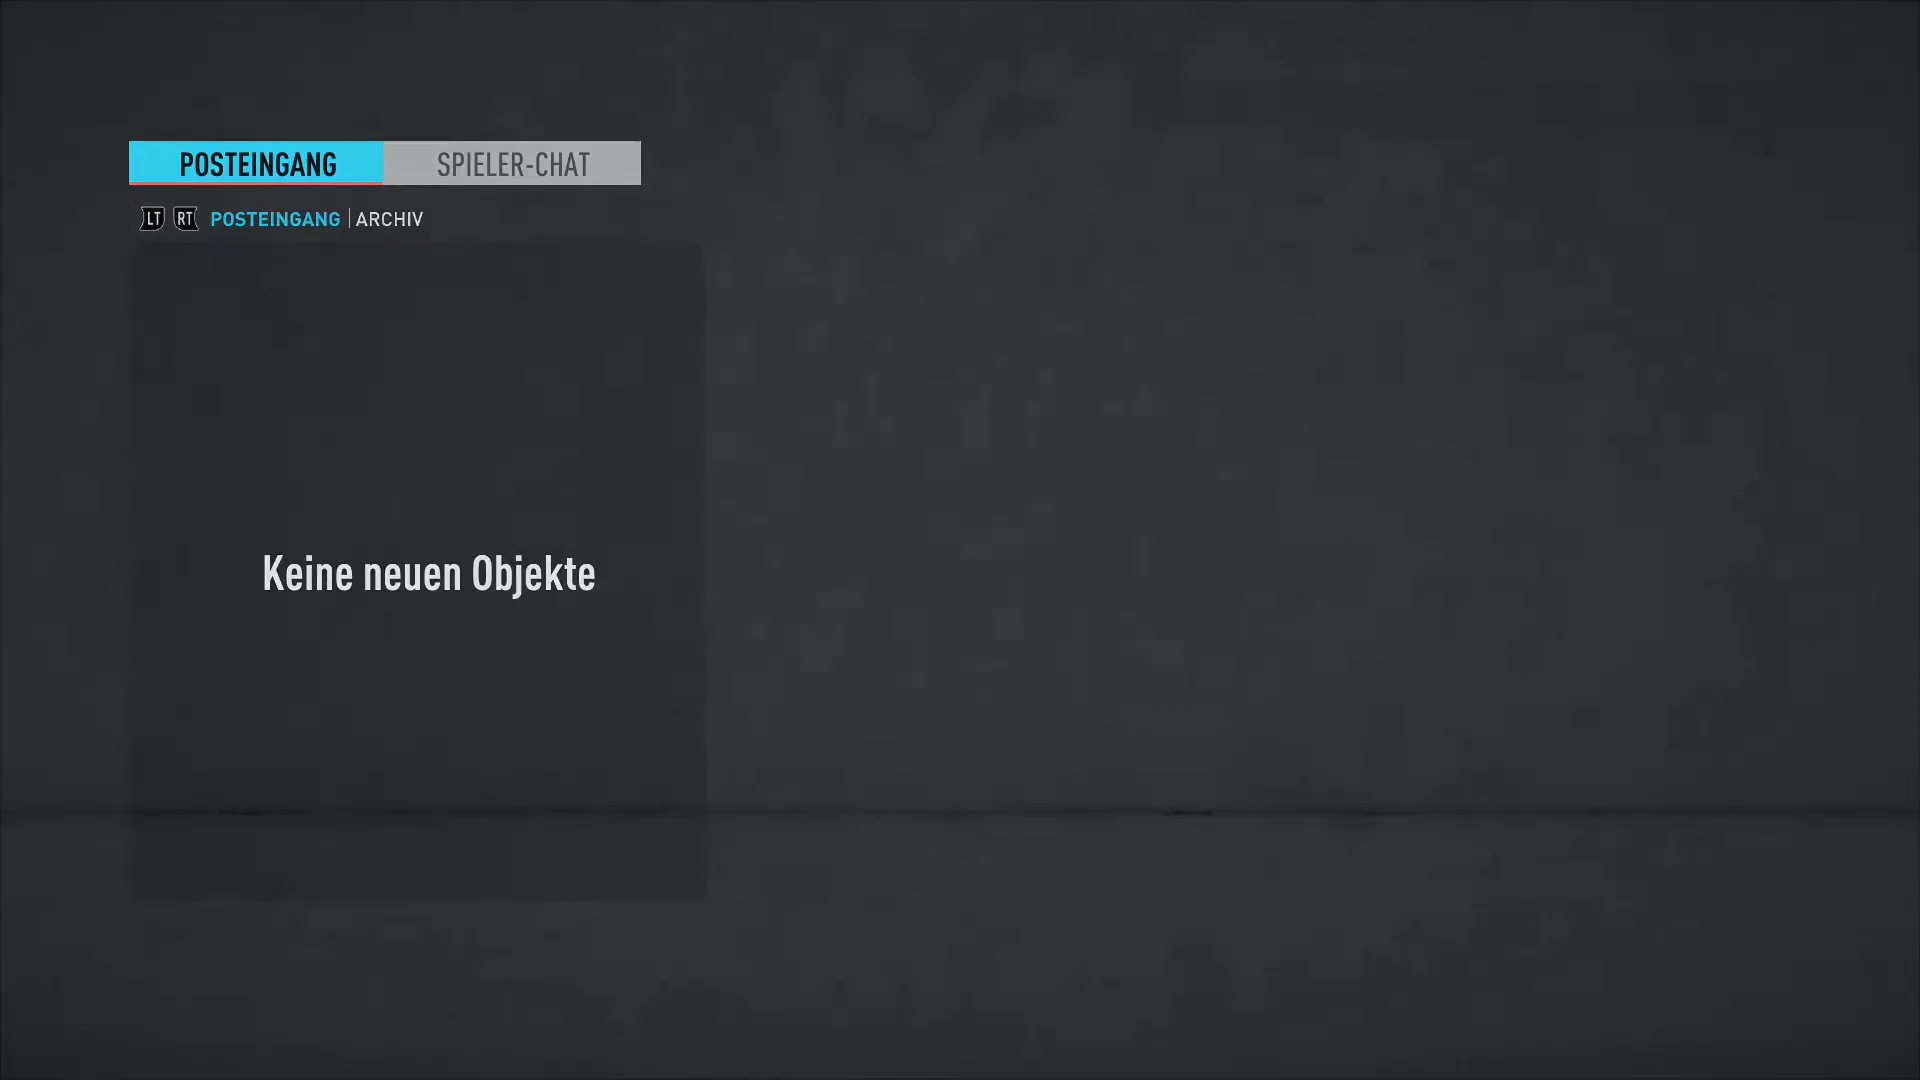 POSTEINGANG SPIELER-CHAT
LT RT POSTEINGANG | ARCHIV
Keine neuen Objekte